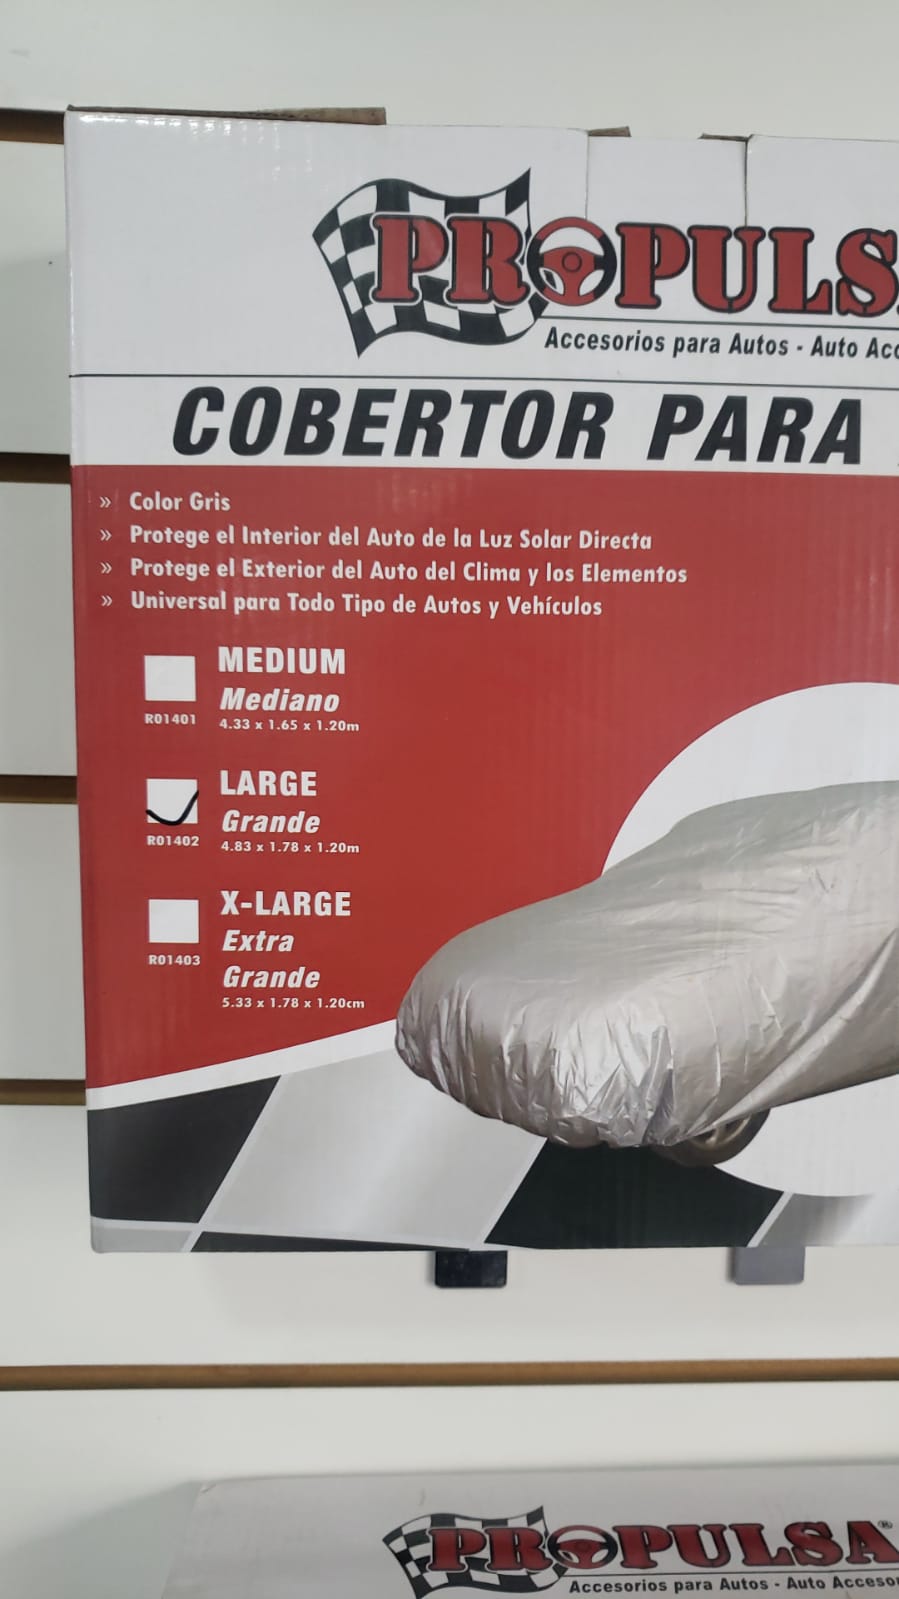 PROPULSA
Accesorios para Autos - Auto
COBERTOR PARA
» Color Gris
» Protege el Interior del Auto de la Luz Solar Directa
» Protege el Exterior del Auto del Clima y los Elementos
» Universal para Todo Tipo de Autos y Vehículos
MEDIUM
Mediano
R01401 4.33 x 1.65 x 1.20m
LARGE
Grande
R01402 4.83 x 1.78 x 1.20m
X-LARGE
Extra
R01403 Grande
5.33 x 1.78 x 1.20cm
PROPULSA®
Accesorios para Autos - Auto